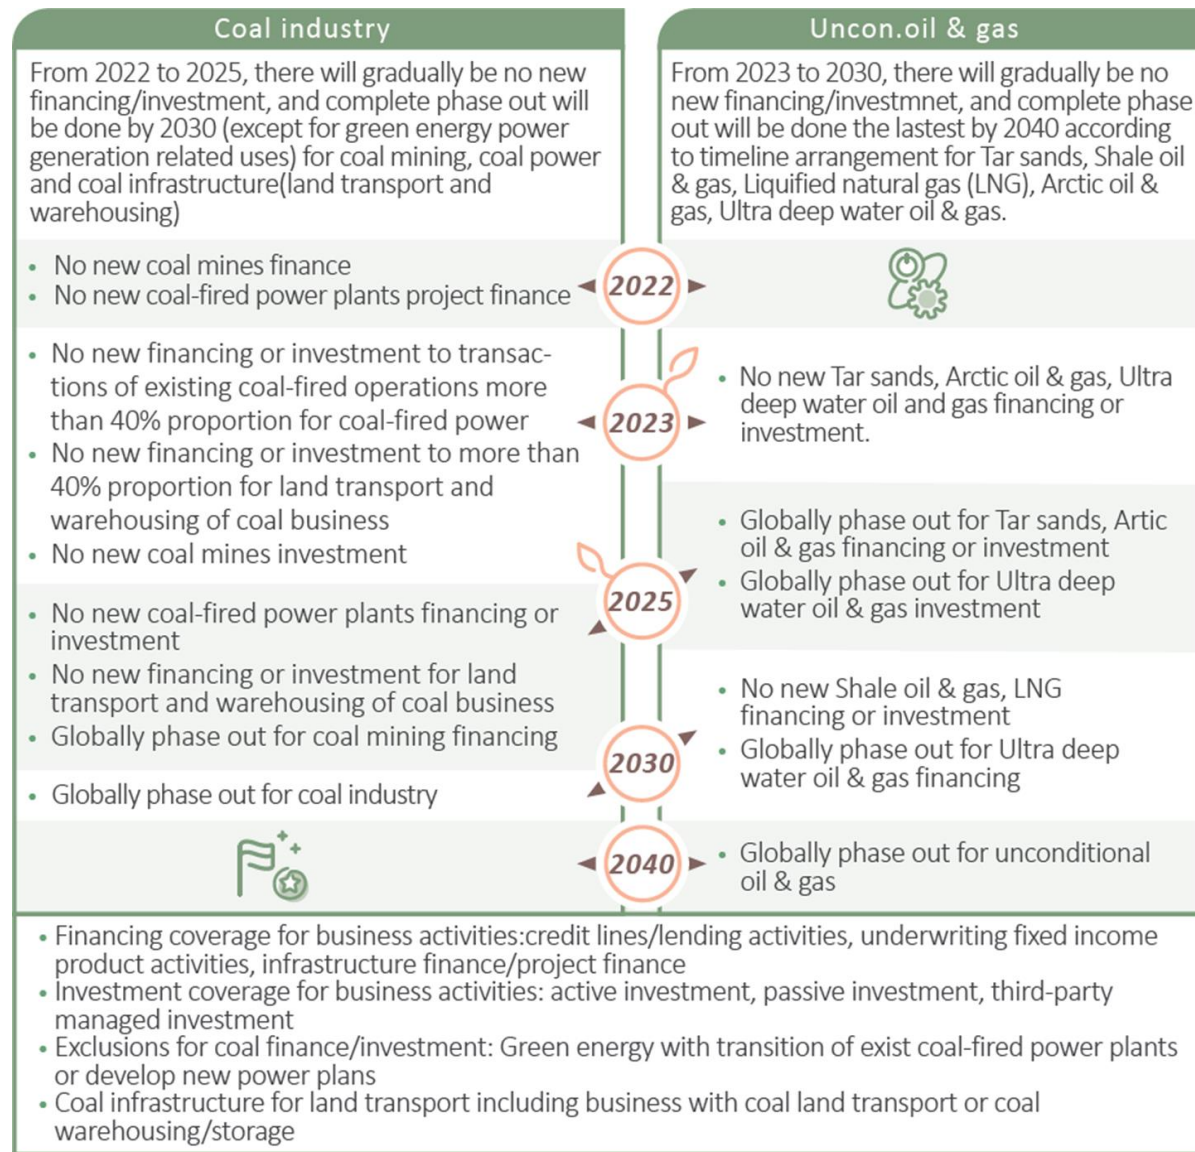 Coal industry
From 2022 to 2025, there will gradually be no new
financing/investment, and complete phase out will
be done by 2030 (except for green energy power
generation related uses) for coal mining, coal power
and coal infrastructure(land transport and
warehousing)
Uncon.oil & gas
From 2023 to 2030, there will gradually be no
new financing/investmnet, and complete phase
out will be done the lastest by 2040 according
to timeline arrangement for Tar sands, Shale oil
& gas, Liquified natural gas (LNG), Arctic oil &
gas, Ultra deep water oil & gas.
• No new coal mines finance
• No new coal-fired power plants project finance
2022
• No new financing or investment to transac-
tions of existing coal-fired operations more
than 40% proportion for coal-fired power
• No new financing or investment to more than
40% proportion for land transport and
warehousing of coal business
• No new coal mines investment
2023
• No new Tar sands, Arctic oil & gas, Ultra
deep water oil and gas financing or
investment.
• No new coal-fired power plants financing or
investment
• No new financing or investment for land
transport and warehousing of coal business
• Globally phase out for coal mining financing
2025
• Globally phase out for Tar sands, Artic
oil & gas financing or investment
• Globally phase out for Ultra deep
water oil & gas investment
• Globally phase out for coal industry
2030
• No new Shale oil & gas, LNG
financing or investment
• Globally phase out for Ultra deep
water oil & gas financing
2040
• Globally phase out for unconditional
oil & gas
• Financing coverage for business activities:credit lines/lending activities, underwriting fixed income
product activities, infrastructure finance/project finance
• Investment coverage for business activities: active investment, passive investment, third-party
managed investment
• Exclusions for coal finance/investment: Green energy with transition of exist coal-fired power plants
or develop new power plans
• Coal infrastructure for land transport including business with coal land transport or coal
warehousing/storage